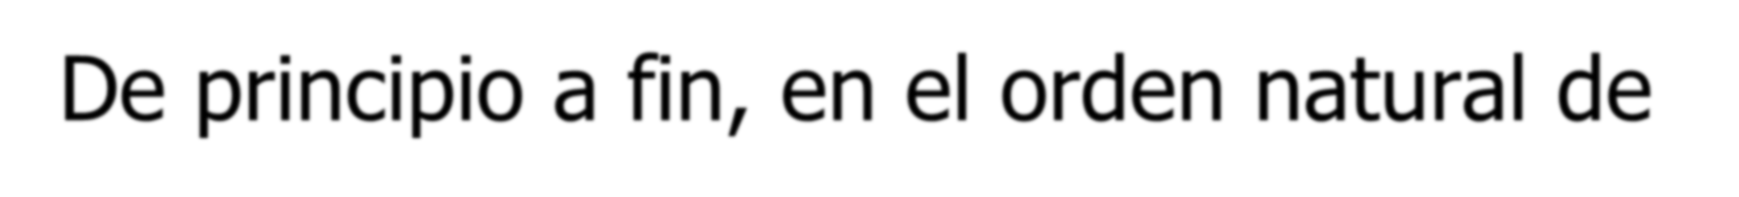 De principio a fin, en el orden natural de